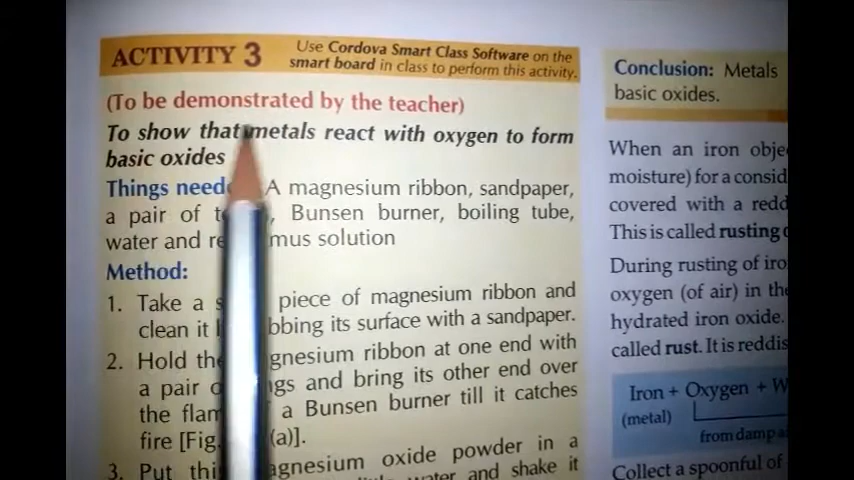 ACTIVITY 3
Use Cordova Smart Class Software on the
smart board in class to perform this activity.
(To be demonstrated by the teacher)
To show that metals react with oxygen to form
basic oxides
Things need A magnesium ribbon, sandpaper,
a pair of t , Bunsen burner, boiling tube,
water and re mus solution
Method:
1. Take a s piece of magnesium ribbon and
clean it bbing its surface with a sandpaper.
2. Hold the gnesium ribbon at one end with
a pair o gs and bring its other end over
the flam a Bunsen burner till it catches
fire [Fig. (a)].
3. Put thi agnesium oxide powder in a
water and shake it
Conclusion: Metals
basic oxides.
When an iron obje
moisture) for a consid
covered with a redd
This is called rusting
During rusting of iro
oxygen (of air) in the
hydrated iron oxide.
called rust. It is reddis
Iron + Oxygen + W
(metal)
from damp a
Collect a spoonful of